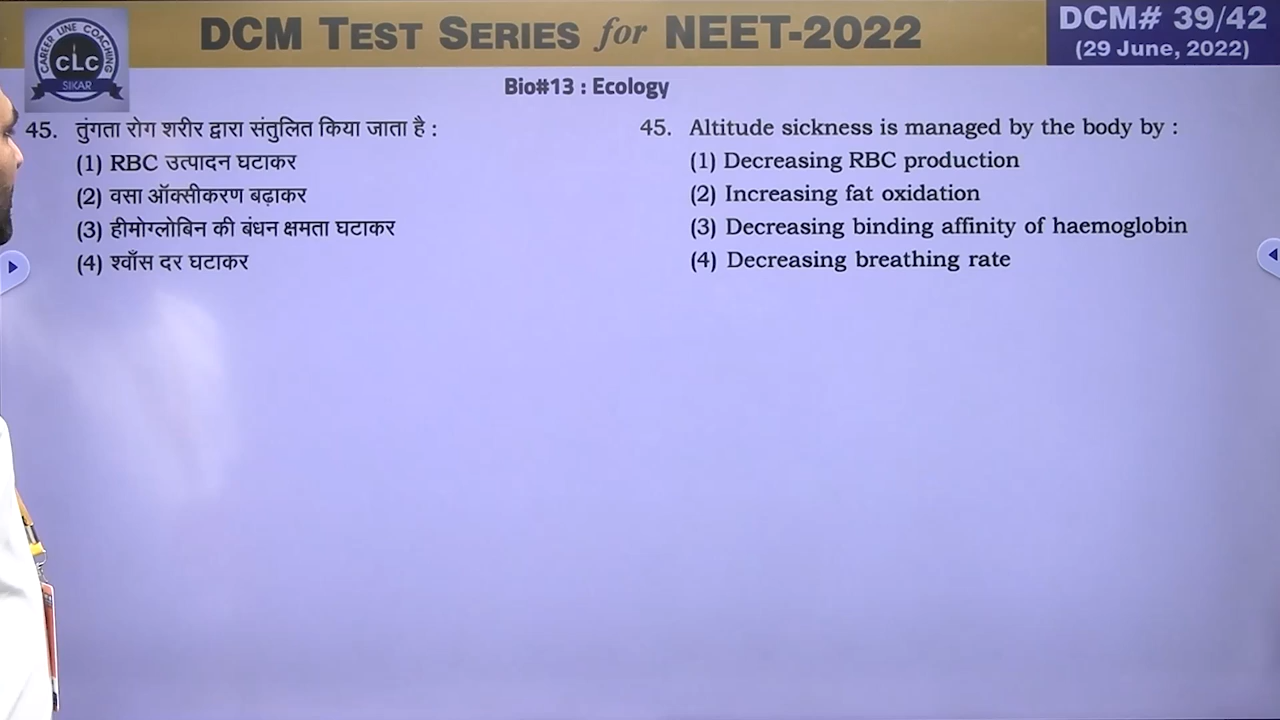 DCM TEST SERIES for NEET-2022
DCM# 39/42
(29 June, 2022)
CAREER LINE COACHING
CLC
SIKAR
Bio#13 : Ecology
45. तुंगता रोग शरीर द्वारा संतुलित किया जाता है :
(1) RBC उत्पादन घटाकर
(2) वसा ऑक्सीकरण बढ़ाकर
(3) हीमोग्लोबिन की बंधन क्षमता घटाकर
(4) श्वाँस दर घटाकर
45. Altitude sickness is managed by the body by :
(1) Decreasing RBC production
(2) Increasing fat oxidation
(3) Decreasing binding affinity of haemoglobin
(4) Decreasing breathing rate